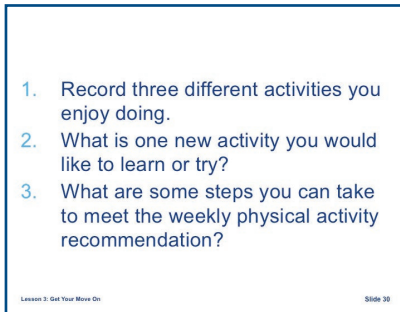 1. Record three different activities you
enjoy doing.
2. What is one new activity you would
like to learn or try?
3. What are some steps you can take
to meet the weekly physical activity
recommendation?
Lesson 3: Get Your Move On
Slide 30